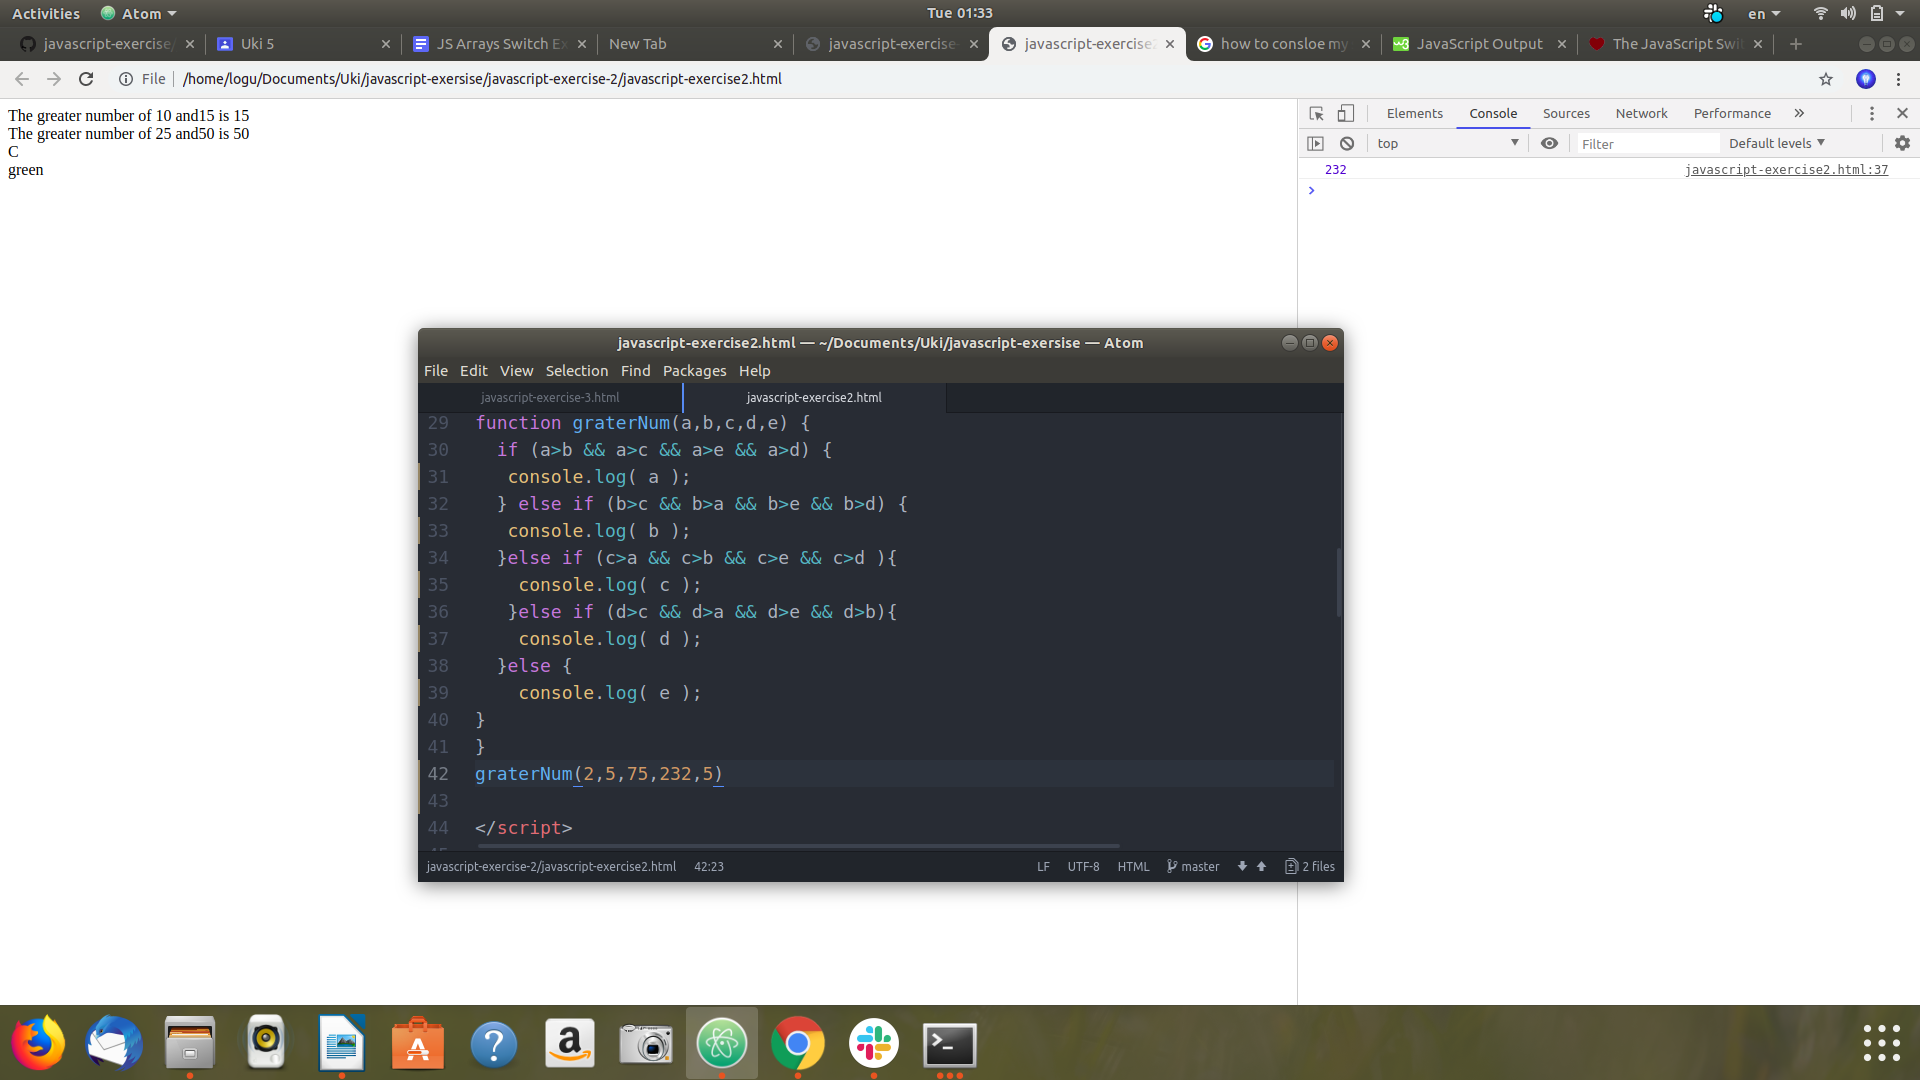 Activities Atom Tue 01:33 en
javascript-exercise/ Uki 5 JS Arrays Switch Ex New Tab javascript-exercise- javascript-exercise2 how to consloe my JavaScript Output The JavaScript Swi
File /home/logu/Documents/Uki/javascript-exersise/javascript-exercise-2/javascript-exercise2.html
The greater number of 10 and15 is 15
The greater number of 25 and50 is 50
C
green
Elements Console Sources Network Performance »
top Filter Default levels
232 javascript-exercise2.html:37
>
javascript-exercise2.html — ~/Documents/Uki/javascript-exersise — Atom
File Edit View Selection Find Packages Help
javascript-exercise-3.html javascript-exercise2.html
29 function graterNum(a,b,c,d,e) {
30 if (a>b && a>c && a>e && a>d) {
31 console.log( a );
32 } else if (b>c && b>a && b>e && b>d) {
33 console.log( b );
34 }else if (c>a && c>b && c>e && c>d ){
35 console.log( c );
36 }else if (d>c && d>a && d>e && d>b){
37 console.log( d );
38 }else {
39 console.log( e );
40 }
41 }
42 graterNum(2,5,75,232,5)
43
44 </script>
javascript-exercise-2/javascript-exercise2.html 42:23 LF UTF-8 HTML master 2 files